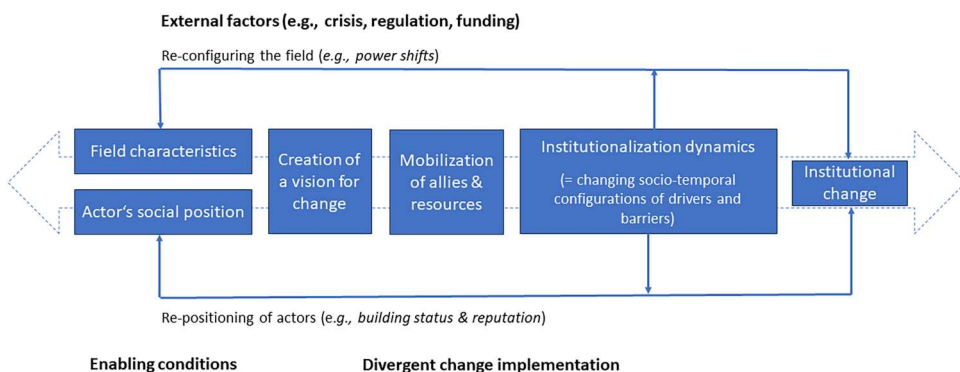 External factors (e.g., crisis, regulation, funding)
Re-configuring the field (e.g., power shifts)
Field characteristics
Actor's social position
Creation of
a vision for
change
Mobilization
of allies &
resources
Institutionalization dynamics
(= changing socio-temporal
configurations of drivers and
barriers)
Institutional
change
Re-positioning of actors (e.g., building status & reputation)
Enabling conditions
Divergent change implementation